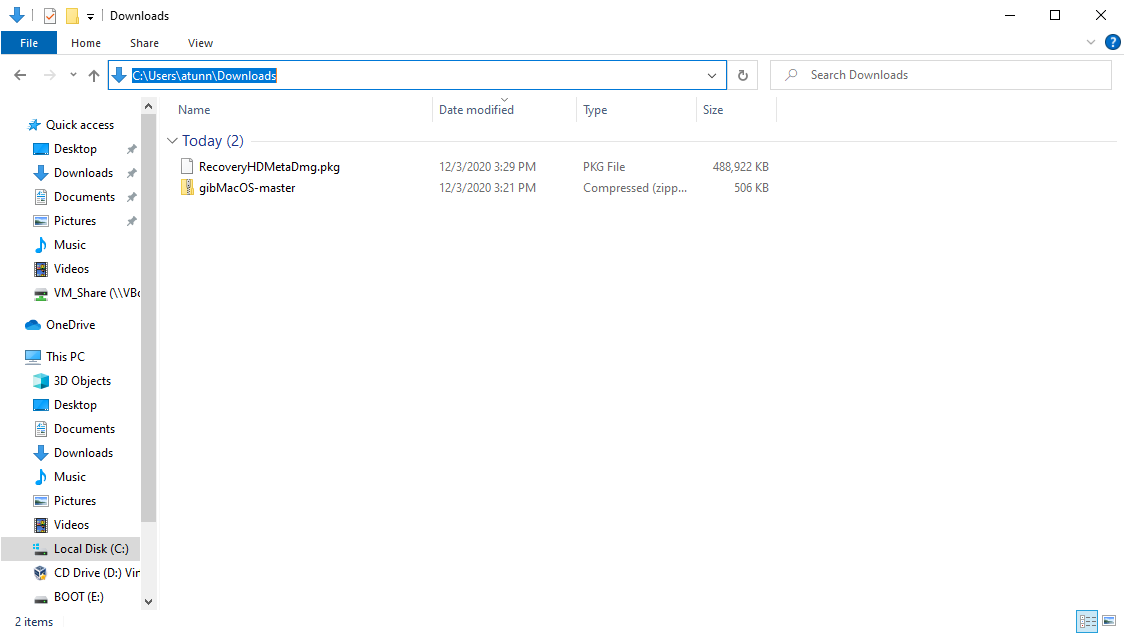 Downloads
File Home Share View
?
C:\Users\atunn\Downloads Search Downloads
Name Date modified Type Size
Today (2)
RecoveryHDMetaDmg.pkg 12/3/2020 3:29 PM PKG File 488,922 KB
gibMacOS-master 12/3/2020 3:21 PM Compressed (zipp... 506 KB
Quick access
Desktop
Downloads
Documents
Pictures
Music
Videos
VM_Share (\\VBo
OneDrive
This PC
3D Objects
Desktop
Documents
Downloads
Music
Pictures
Videos
Local Disk (C:)
CD Drive (D:) Vir
BOOT (E:)
2 items